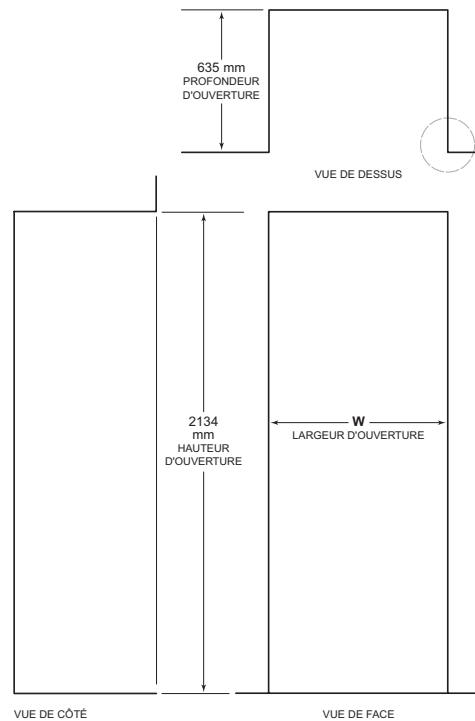 635 mm
PROFONDEUR
D'OUVERTURE
VUE DE DESSUS
2134
mm
HAUTEUR
D'OUVERTURE
W
LARGEUR D'OUVERTURE
VUE DE CÔTÉ
VUE DE FACE